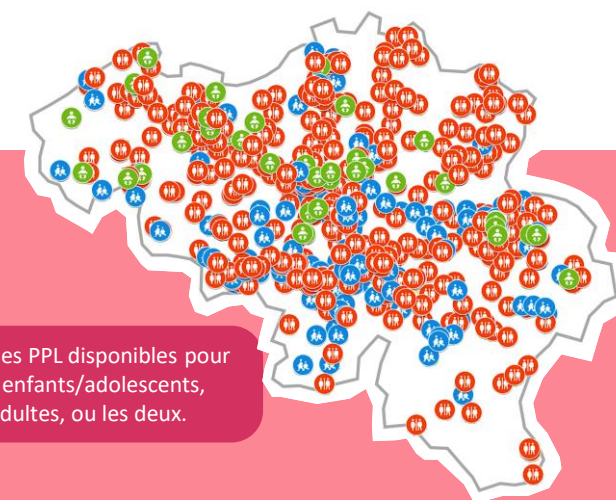 es PPL disponibles pour
enfants/adolescents,
dultes, ou les deux.